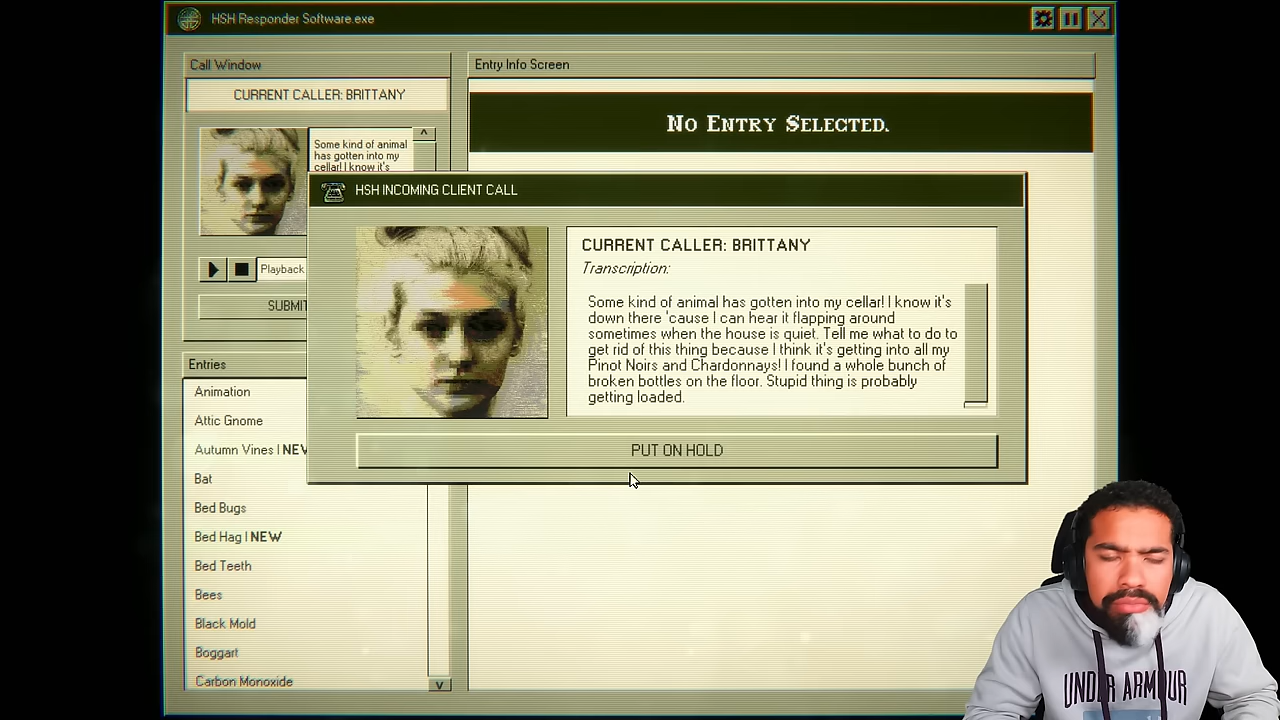 HSH Responder Software.exe
Call Window
CURRENT CALLER: BRITTANY
Some kind of animal
has gotten into my
cellar! I know it's
Playback
SUBMI
Entries
Animation
Attic Gnome
Autumn Vines | NEW
Bat
Bed Bugs
Bed Hag | NEW
Bed Teeth
Bees
Black Mold
Boggart
Carbon Monoxide
Entry Info Screen
No Entry Selected.
HSH INCOMING CLIENT CALL
CURRENT CALLER: BRITTANY
Transcription:
Some kind of animal has gotten into my cellar! I know it's
down there 'cause I can hear it flapping around
sometimes when the house is quiet. Tell me what to do to
get rid of this thing because I think it's getting into all my
Pinot Noirs and Chardonnays! I found a whole bunch of
broken bottles on the floor. Stupid thing is probably
getting loaded.
PUT ON HOLD
UNDER ARMOUR